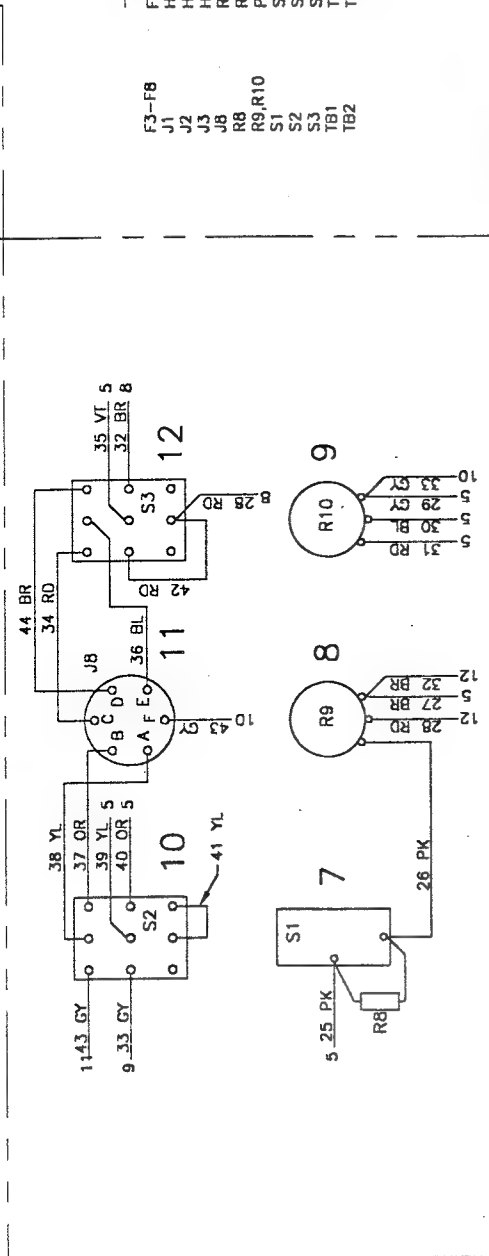 F3-F8
J1
J2
J3
J8
R8
R9,R10
S1
S2
S3
TB1
TB2
44 BR
34 RD
38 YL
37 OR
39 YL 5
40 OR 5
41 YL
1143 GY
9 33 GY
S2
10
J8
B
C
D
A
F
E
36 BL
11
10 43 GY
35 VT 5
32 BR 8
S3
12
42 RD
8 28 RD
S1
7
5 25 PK
R8
26 PK
R9
8
28 RD 12
27 BR 5
32 BR 12
R10
9
31 RD 5
30 BL 5
29 GY 5
33 GY 10